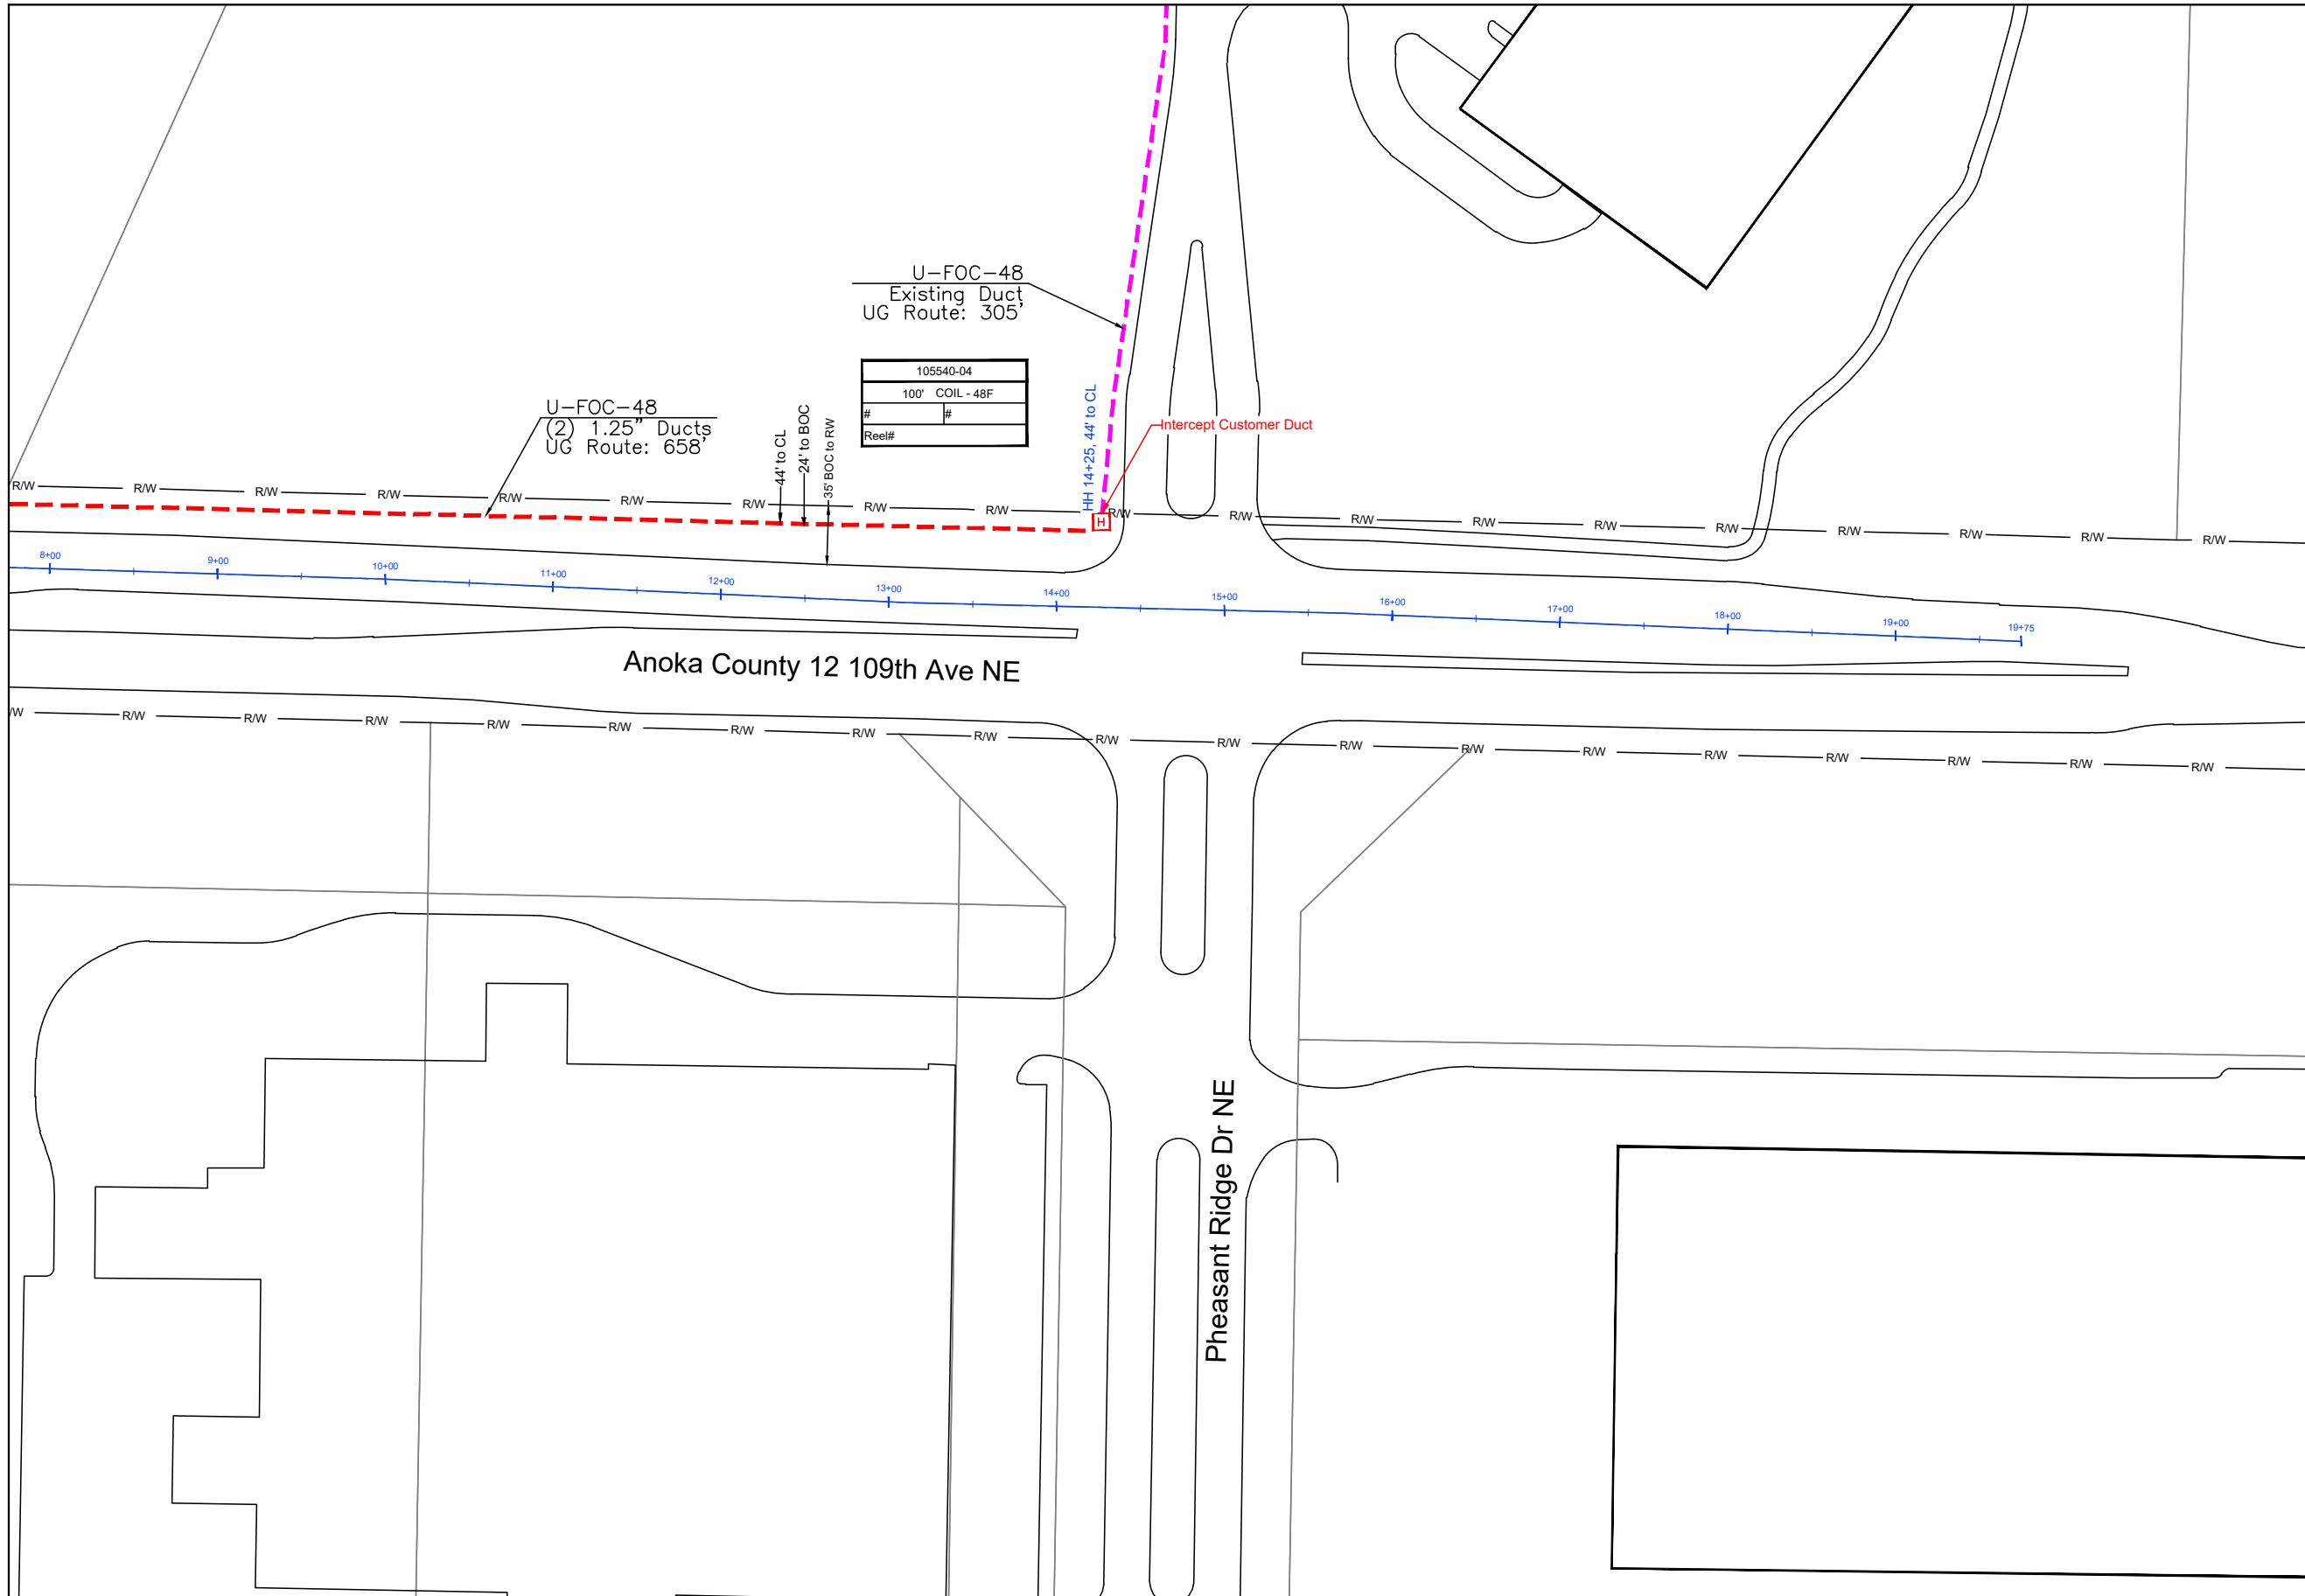 U-FOC-48
Existing Duct
UG Route: 305'
105540-04
100' COIL - 48F
# #
Reel#
U-FOC-48
(2) 1.25" Ducts
UG Route: 658'
44' to CL
24' to BOC
35' BOC to RW
HH 14+25, 44' to CL
Intercept Customer Duct
H
R/W R/W R/W R/W R/W R/W R/W R/W R/W R/W R/W R/W R/W R/W R/W R/W R/W R/W R/W
8+00 9+00 10+00 11+00 12+00 13+00 14+00 15+00 16+00 17+00 18+00 19+00 19+75
Anoka County 12 109th Ave NE
/W R/W R/W R/W R/W R/W R/W R/W R/W R/W R/W R/W R/W R/W R/W R/W R/W R/W R/W
Pheasant Ridge Dr NE